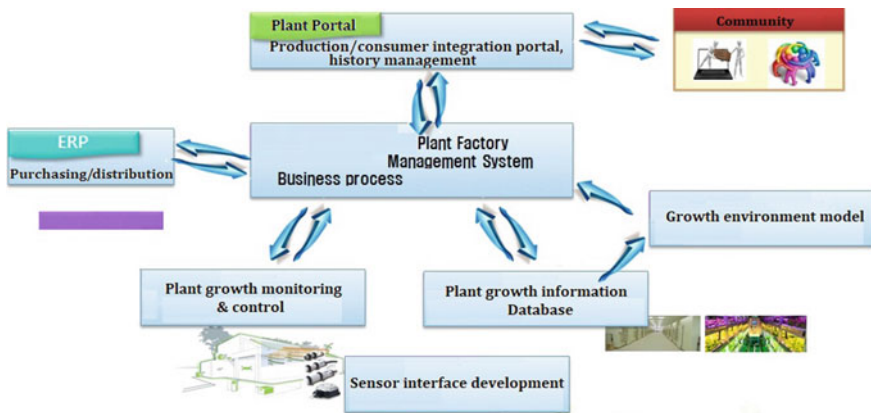 Plant Portal
Production/consumer integration portal,
history management
Community
ERP
Purchasing/distribution
Plant Factory
Management System
Business process
Growth environment model
Plant growth monitoring
& control
Plant growth information
Database
Sensor interface development